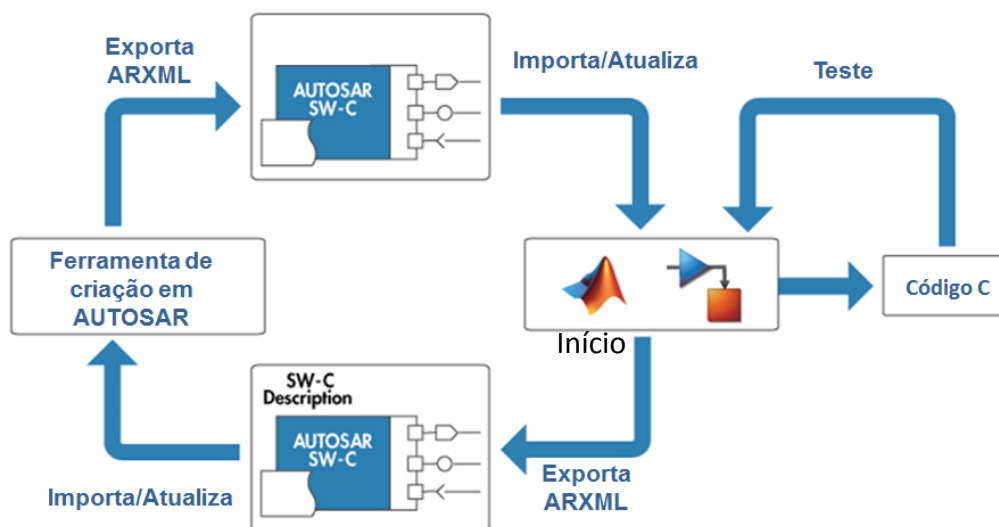 Exporta
ARXML
AUTOSAR
SW-C
Importa/Atualiza
Teste
Ferramenta de
criação em
AUTOSAR
Código C
Início
SW-C
Description
AUTOSAR
SW-C
Importa/Atualiza
Exporta
ARXML